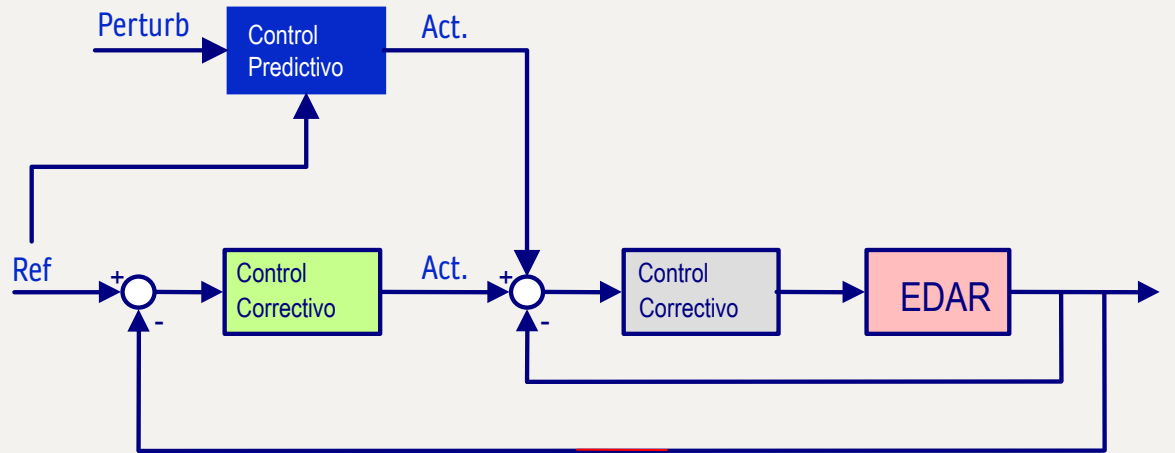 Perturb
Control
Predictivo
Act.
Ref
+
-
Control
Correctivo
Act.
+
-
Control
Correctivo
EDAR